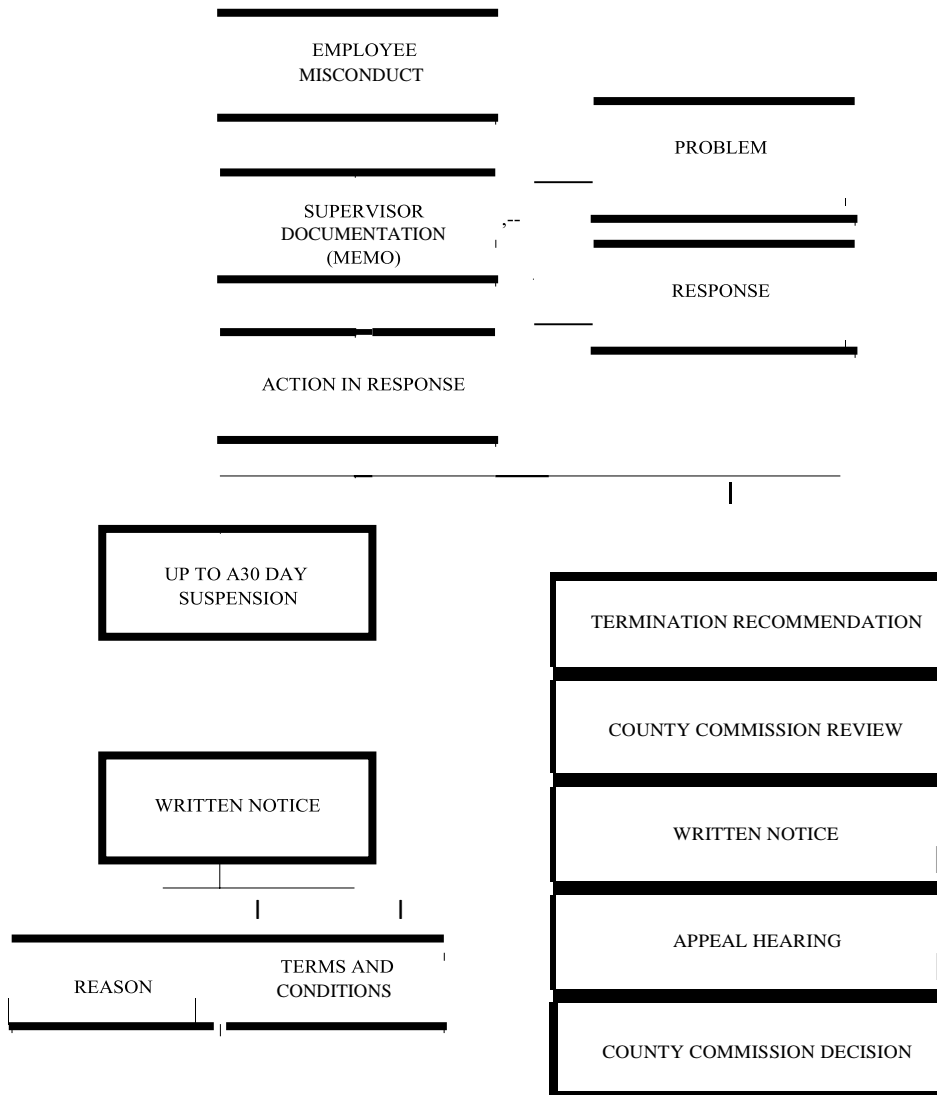 EMPLOYEE
MISCONDUCT
PROBLEM
SUPERVISOR
DOCUMENTATION
(MEMO)
RESPONSE
ACTION IN RESPONSE
UP TO A30 DAY
SUSPENSION
WRITTEN NOTICE
REASON
TERMS AND
CONDITIONS
TERMINATION RECOMMENDATION
COUNTY COMMISSION REVIEW
WRITTEN NOTICE
APPEAL HEARING
COUNTY COMMISSION DECISION